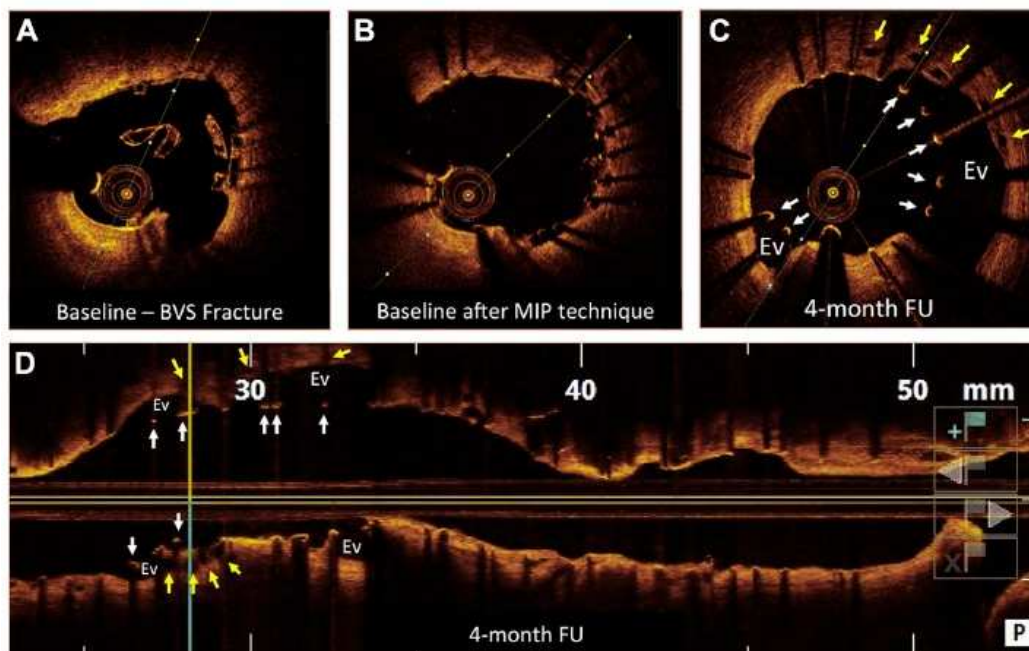 A
B
C
Ev
Ev
Baseline – BVS Fracture
Baseline after MIP technique
4-month FU
D
30
40
50
mm
Ev
Ev
+
Ev
Ev
X
4-month FU
P